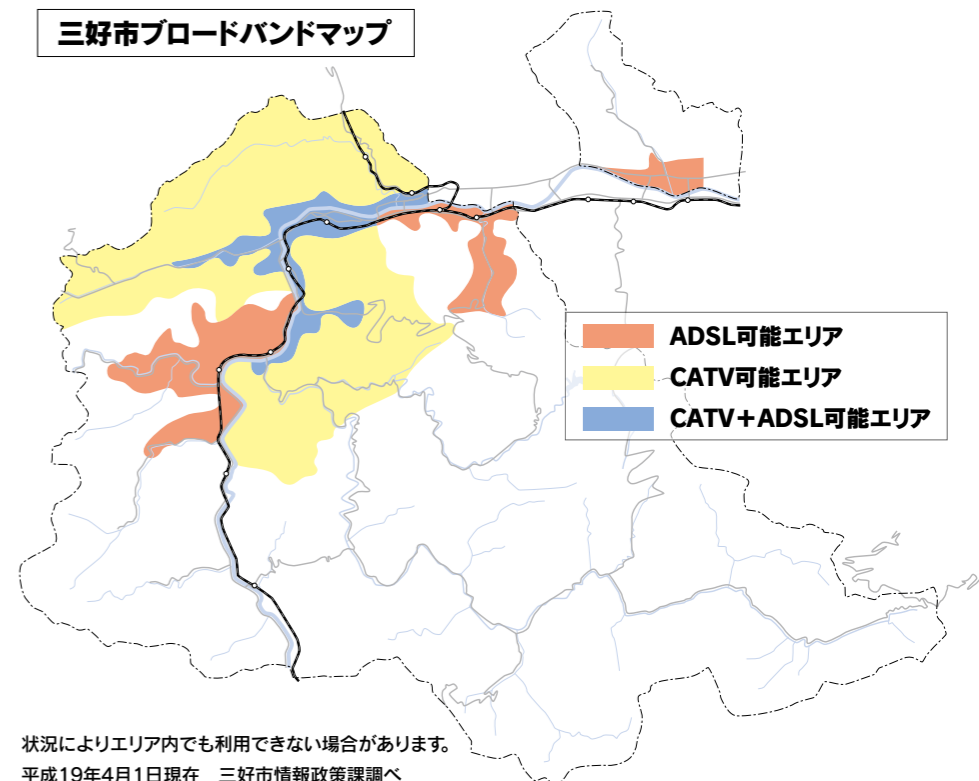 三好市ブロードバンドマップ
ADSL可能エリア
CATV可能エリア
CATV+ADSL可能エリア
状況によりエリア内でも利用できない場合があります。
平成19年4月1日現在　三好市情報政策課調べ